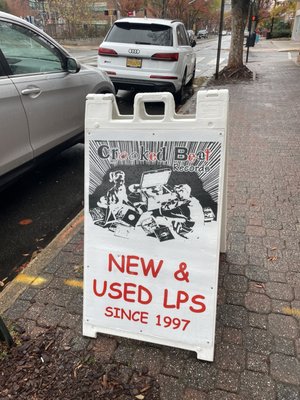 Crooked Beat
Records
NEW &
USED LPS
SINCE 1997